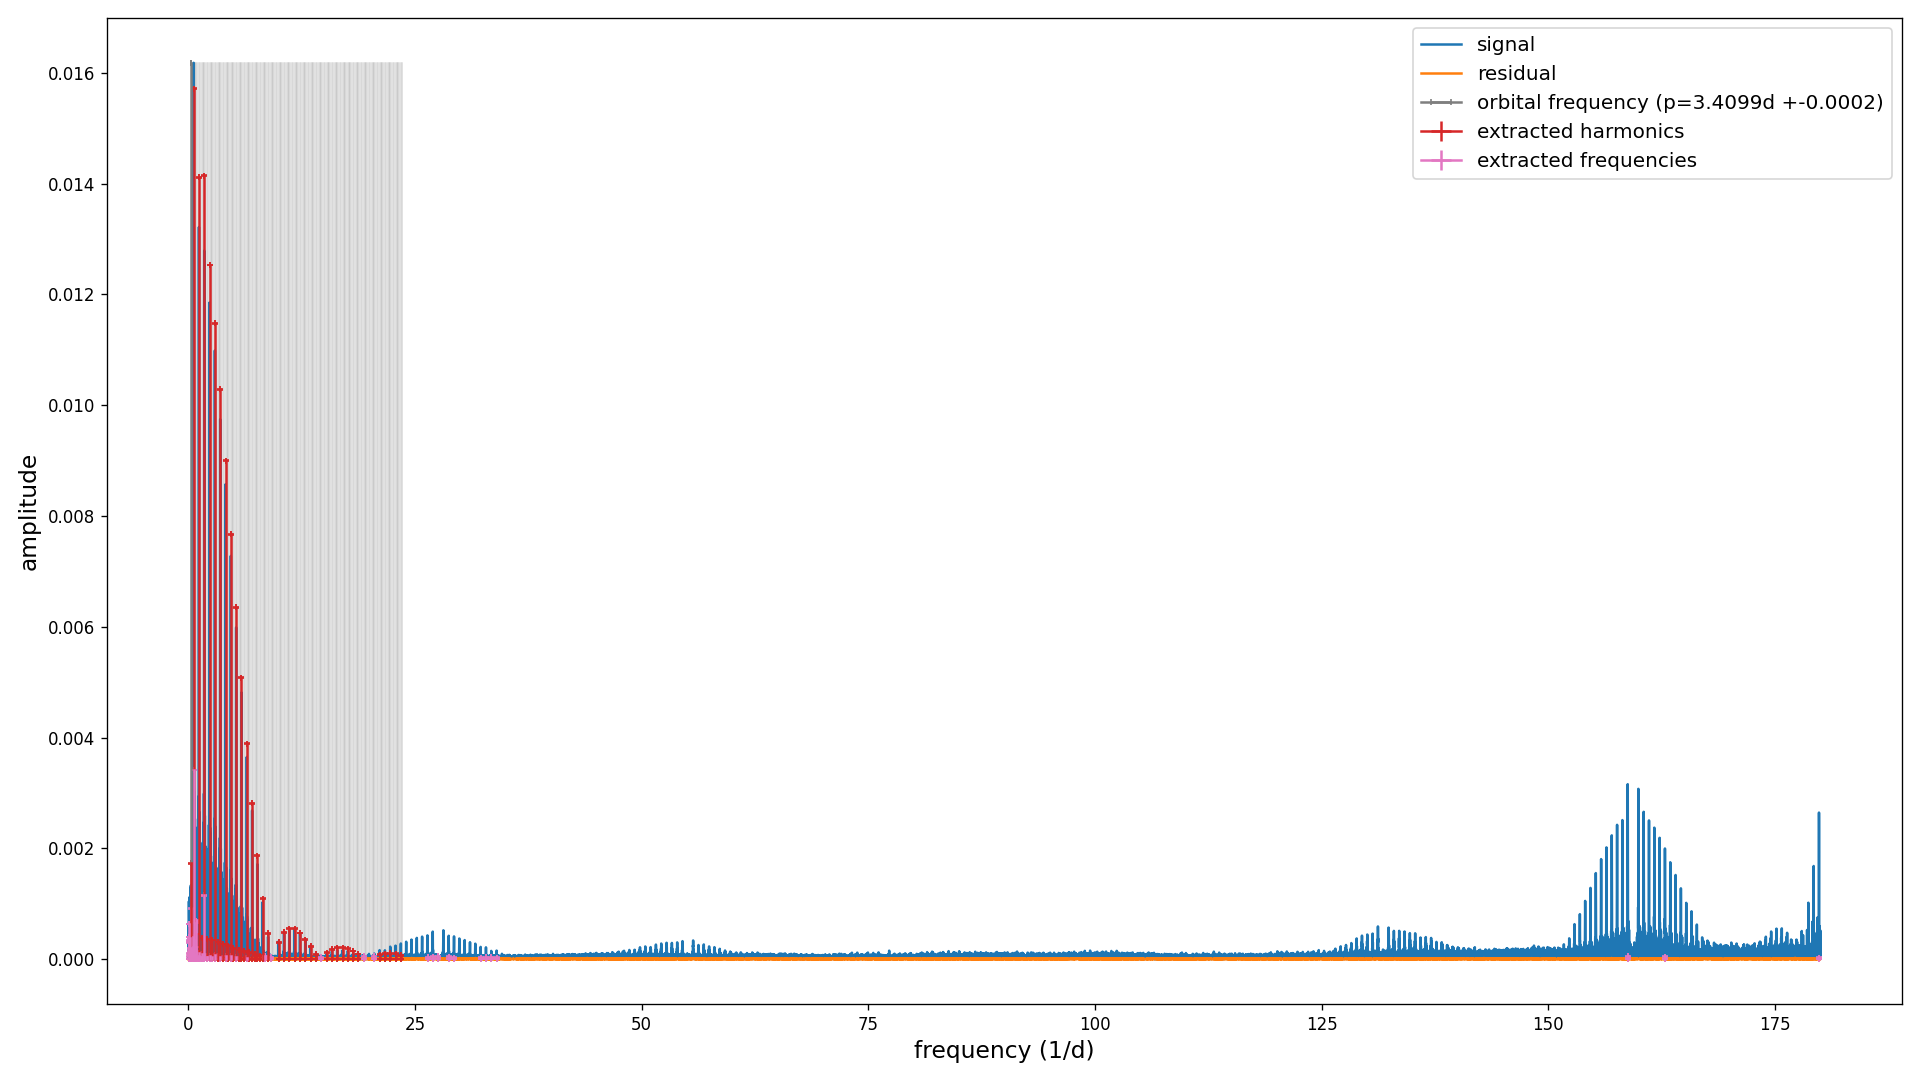 signal
residual
orbital frequency (p=3.4099d +-0.0002)
extracted harmonics
extracted frequencies
amplitude
0.016
0.014
0.012
0.010
0.008
0.006
0.004
0.002
0.000
0 25 50 75 100 125 150 175
frequency (1/d)